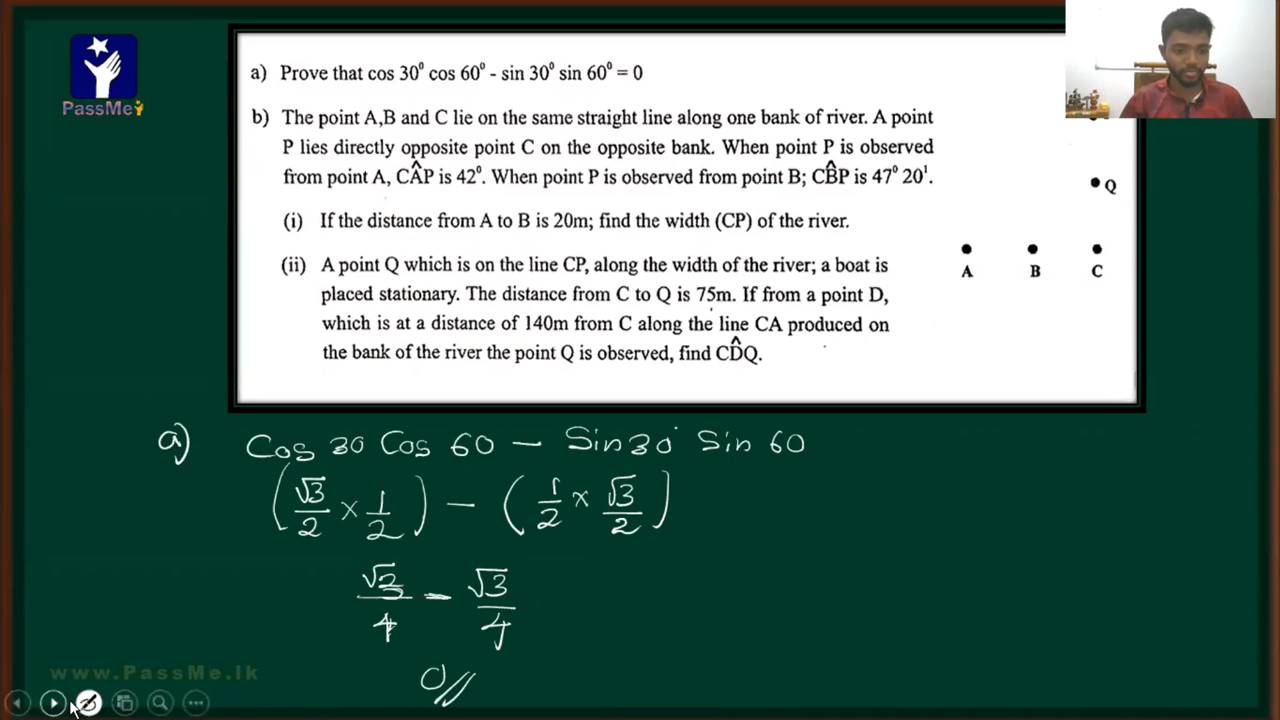 PassMe
a) Prove that cos 30⁰ cos 60⁰ - sin 30⁰ sin 60⁰ = 0
b) The point A,B and C lie on the same straight line along one bank of river. A point
P lies directly opposite point C on the opposite bank. When point P is observed
from point A, CÂP is 42⁰. When point P is observed from point B; CB̂P is 47⁰ 20¹.
(i) If the distance from A to B is 20m; find the width (CP) of the river.
(ii) A point Q which is on the line CP, along the width of the river; a boat is
placed stationary. The distance from C to Q is 75m. If from a point D,
which is at a distance of 140m from C along the line CA produced on
the bank of the river the point Q is observed, find CD̂Q.
Q
A B C
a) Cos 30 Cos 60 - Sin 30° Sin 60
(√3/2 × 1/2) - (1/2 × √3/2)
√3/4 - √3/4
0//
www.PassMe.lk